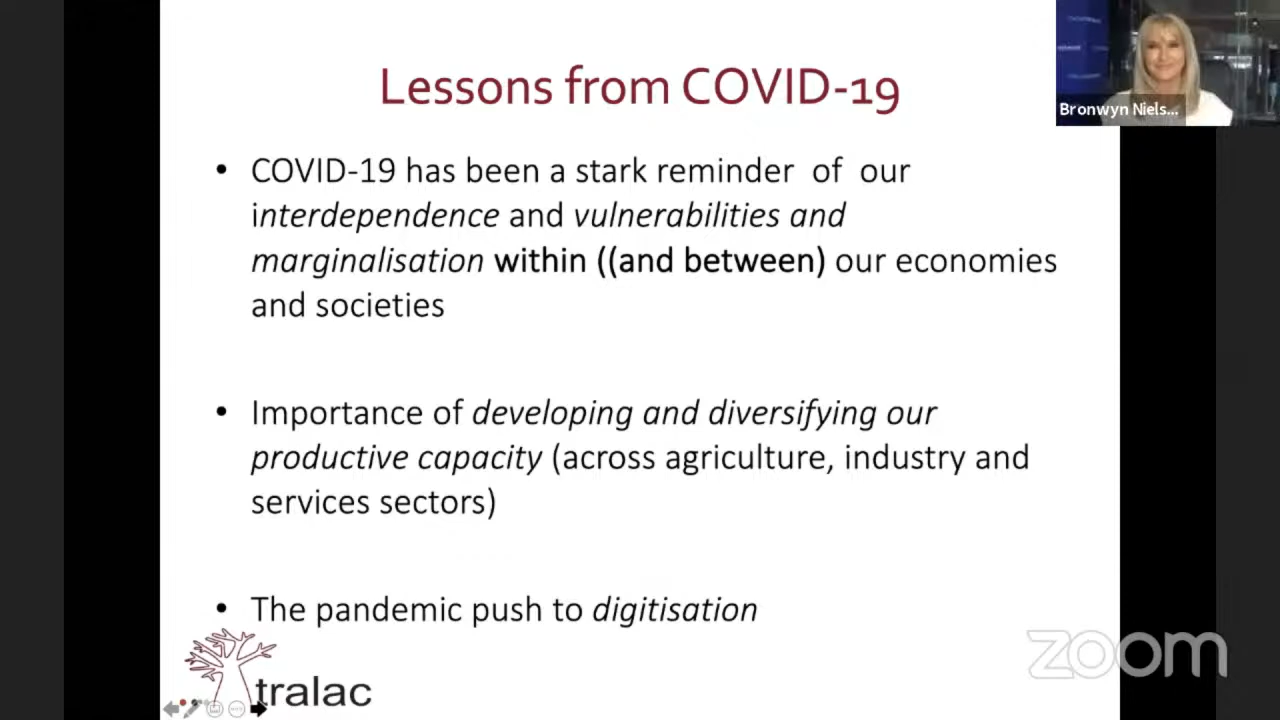 Lessons from COVID-19
Bronwyn Niels...
• COVID-19 has been a stark reminder of our
interdependence and vulnerabilities and
marginalisation within ((and between) our economies
and societies
• Importance of developing and diversifying our
productive capacity (across agriculture, industry and
services sectors)
• The pandemic push to digitisation
tralac
zoom